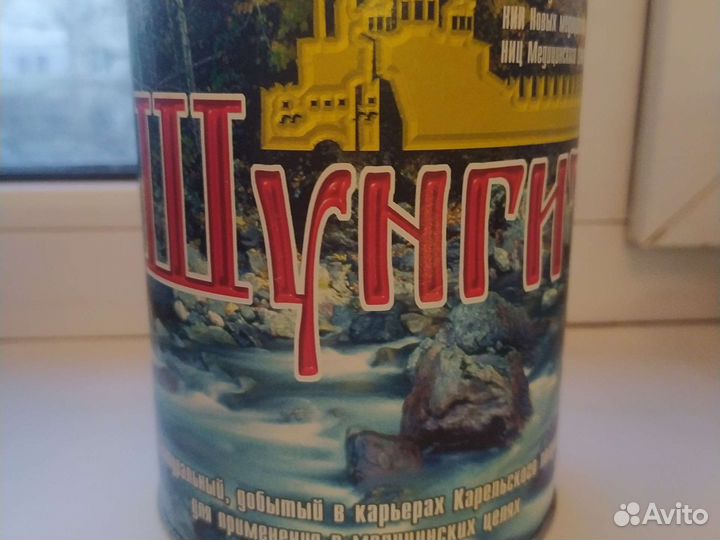 НИИ Новых
НИЦ Медицинской
Шунгит
добытый в карьерах Карельского
для применения в медицинских целях
Avito